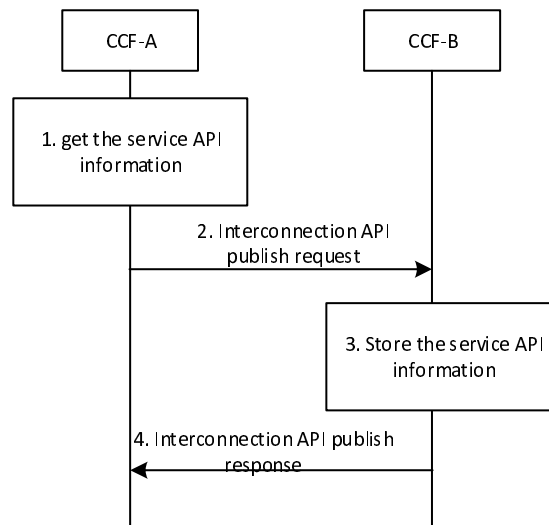 CCF-A
CCF-B
1. get the service API
information
2. Interconnection API
publish request
3. Store the service API
information
4. Interconnection API publish
response